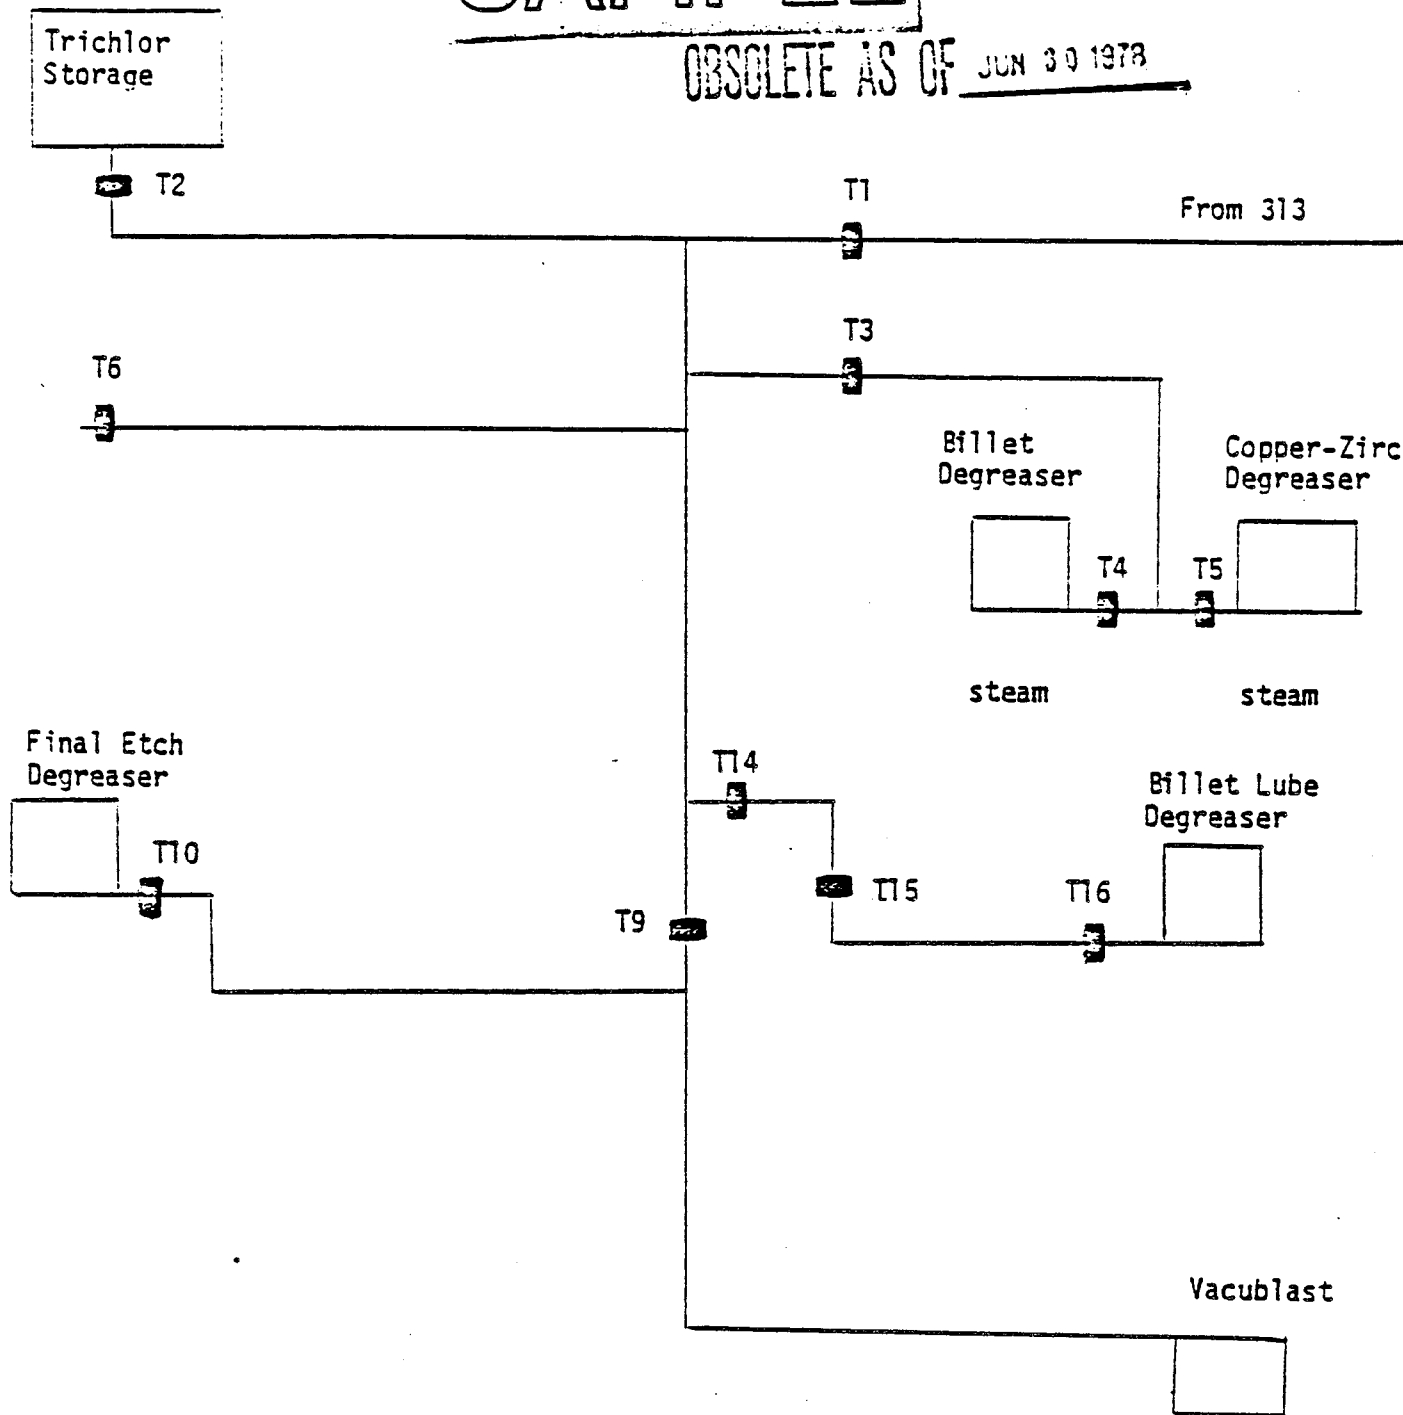 OBSOLETE AS OF JUN 30 1978
Trichlor
Storage
T2
T1
From 313
T3
T6
Billet
Degreaser
Copper-Zirc
Degreaser
T4
T5
steam
steam
Final Etch
Degreaser
T14
Billet Lube
Degreaser
T10
T15
T16
T9
Vacublast